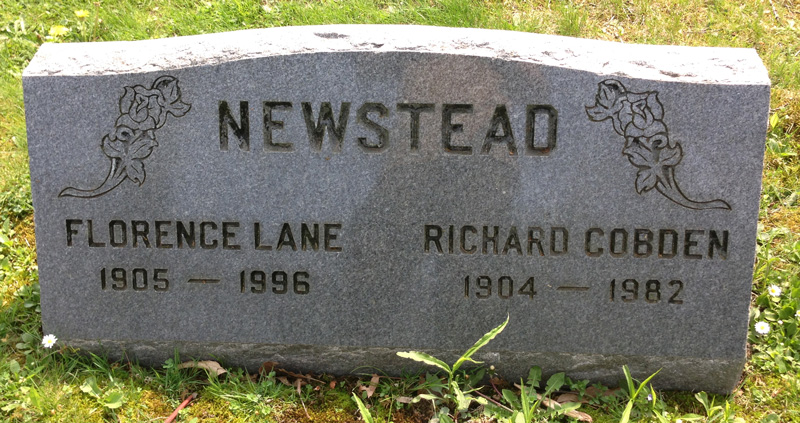 NEWSTEAD
FLORENCE LANE
1905 — 1996
RICHARD COBDEN
1904 — 1982